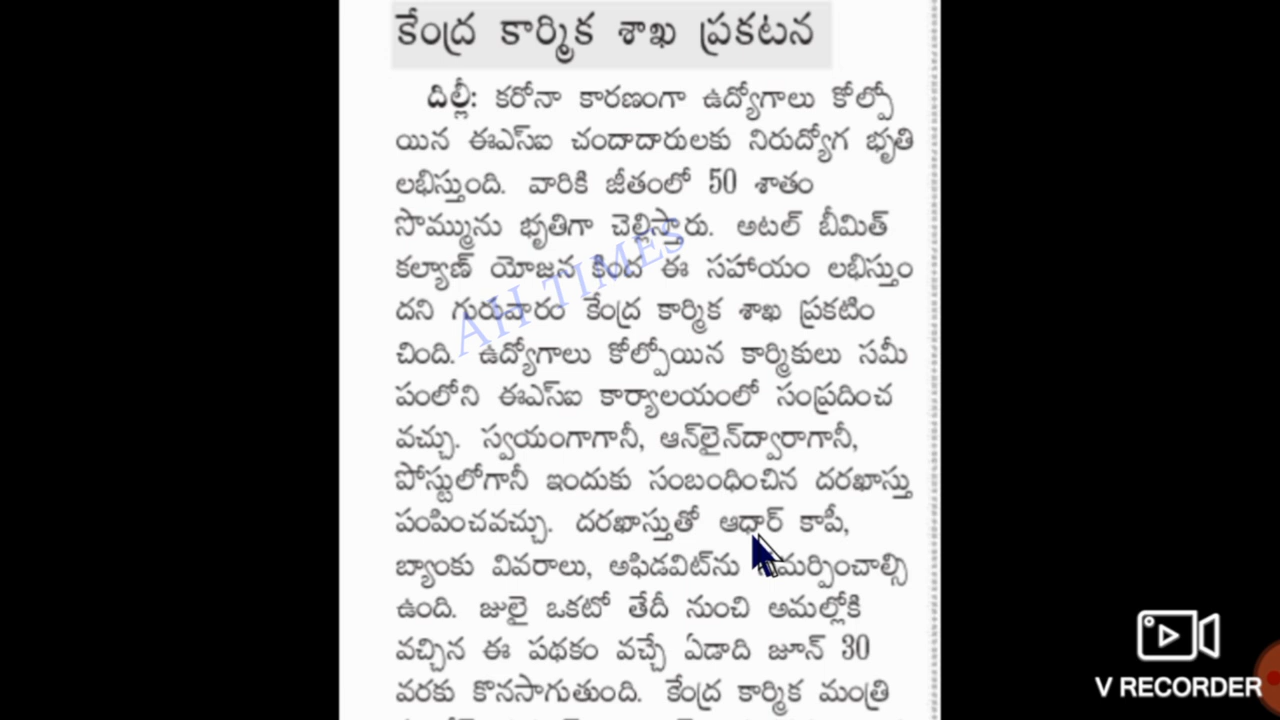 కేంద్ర కార్మిక శాఖ ప్రకటన
దిల్లీ: కరోనా కారణంగా ఉద్యోగాలు కోల్పో
యిన ఈఎస్ఐ చందాదారులకు నిరుద్యోగ భృతి
లభిస్తుంది. వారికి జీతంలో 50 శాతం
సొమ్మును భృతిగా చెల్లిస్తారు. అటల్ బీమిత్
కల్యాణ్ యోజన కింద ఈ సహాయం లభిస్తుం
దని గురువారం కేంద్ర కార్మిక శాఖ ప్రకటిం
చింది. ఉద్యోగాలు కోల్పోయిన కార్మికులు సమీ
పంలోని ఈఎస్ఐ కార్యాలయంలో సంప్రదించ
వచ్చు. స్వయంగాగానీ, ఆన్‌లైన్‌ద్వారాగానీ,
పోస్టులోగానీ ఇందుకు సంబంధించిన దరఖాస్తు
పంపించవచ్చు. దరఖాస్తుతో ఆధార్ కాపీ,
బ్యాంకు వివరాలు, అఫిడవిట్‌ను సమర్పించాల్సి
ఉంది. జులై ఒకటో తేదీ నుంచి అమల్లోకి
వచ్చిన ఈ పథకం వచ్చే ఏడాది జూన్ 30
వరకు కొనసాగుతుంది. కేంద్ర కార్మిక మంత్రి
AH TIMES
V RECORDER